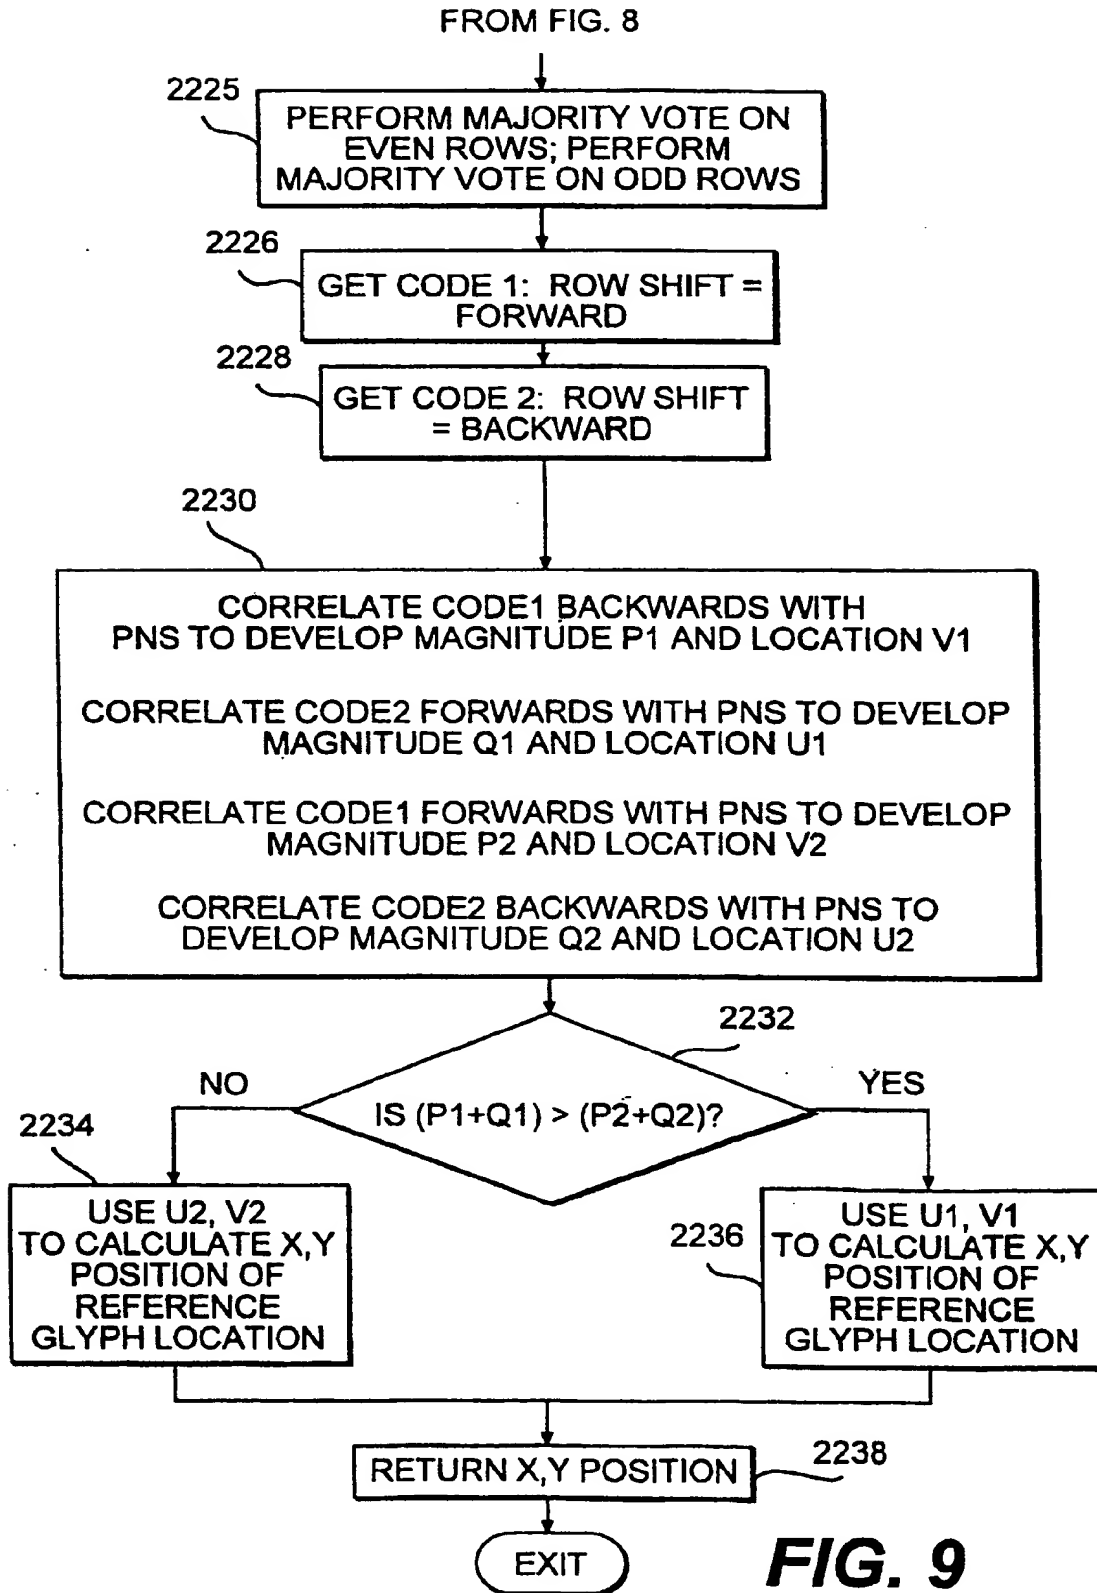 FROM FIG. 8
2225
PERFORM MAJORITY VOTE ON
EVEN ROWS; PERFORM
MAJORITY VOTE ON ODD ROWS
2226
GET CODE 1: ROW SHIFT =
FORWARD
2228
GET CODE 2: ROW SHIFT
= BACKWARD
2230
CORRELATE CODE1 BACKWARDS WITH
PNS TO DEVELOP MAGNITUDE P1 AND LOCATION V1
CORRELATE CODE2 FORWARDS WITH PNS TO DEVELOP
MAGNITUDE Q1 AND LOCATION U1
CORRELATE CODE1 FORWARDS WITH PNS TO DEVELOP
MAGNITUDE P2 AND LOCATION V2
CORRELATE CODE2 BACKWARDS WITH PNS TO
DEVELOP MAGNITUDE Q2 AND LOCATION U2
2232
NO
YES
IS (P1+Q1) > (P2+Q2)?
2234
USE U2, V2
TO CALCULATE X,Y
POSITION OF
REFERENCE
GLYPH LOCATION
2236
USE U1, V1
TO CALCULATE X,Y
POSITION OF
REFERENCE
GLYPH LOCATION
RETURN X,Y POSITION
2238
EXIT
FIG. 9